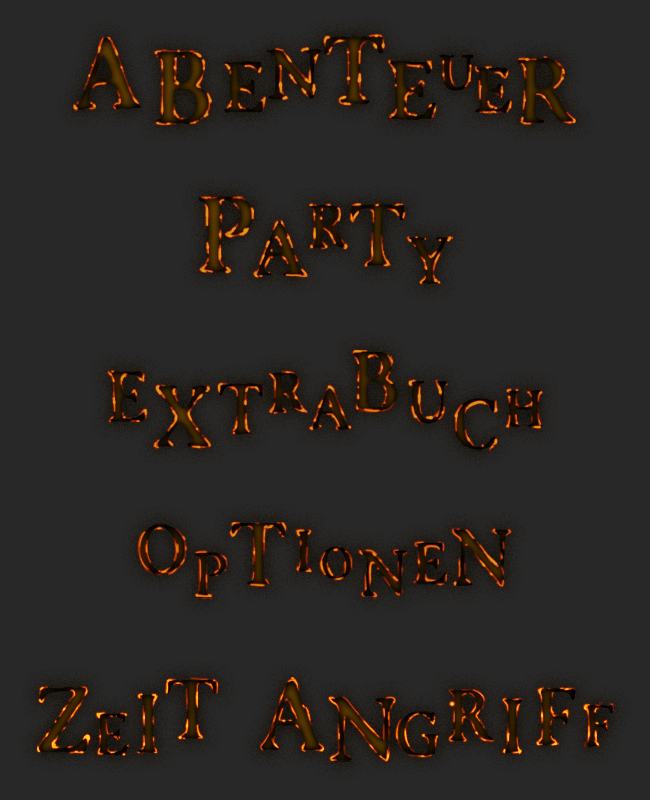 ABENTEUER
PARTY
EXTRABUCH
OPTIONEN
ZEIT ANGRIFF